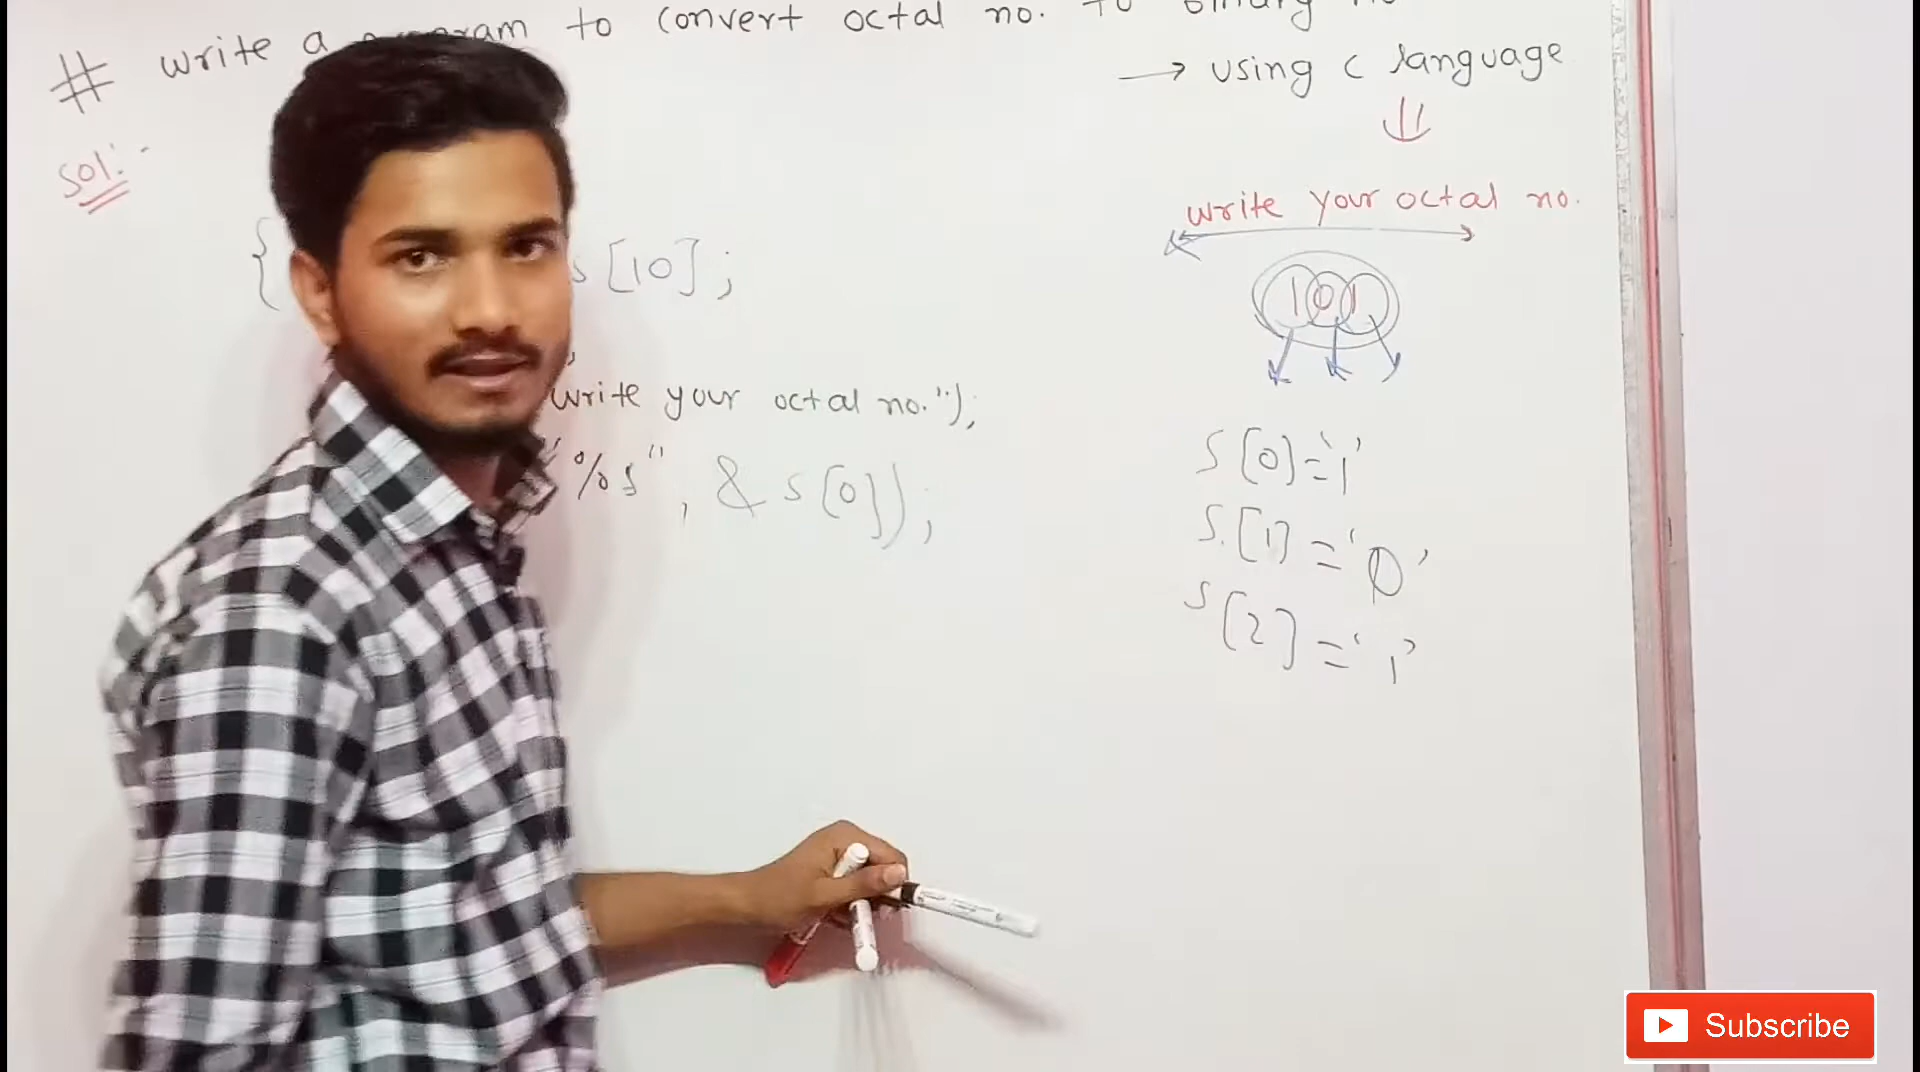 # write a program to convert octal no. to binary no
→ using c language
Sol:-
write your octal no.
{ s[10];
101
write your octal no.");
"%s", & s[0]);
s[0]='1'
s[1]='0'
s[2]='1'
Subscribe